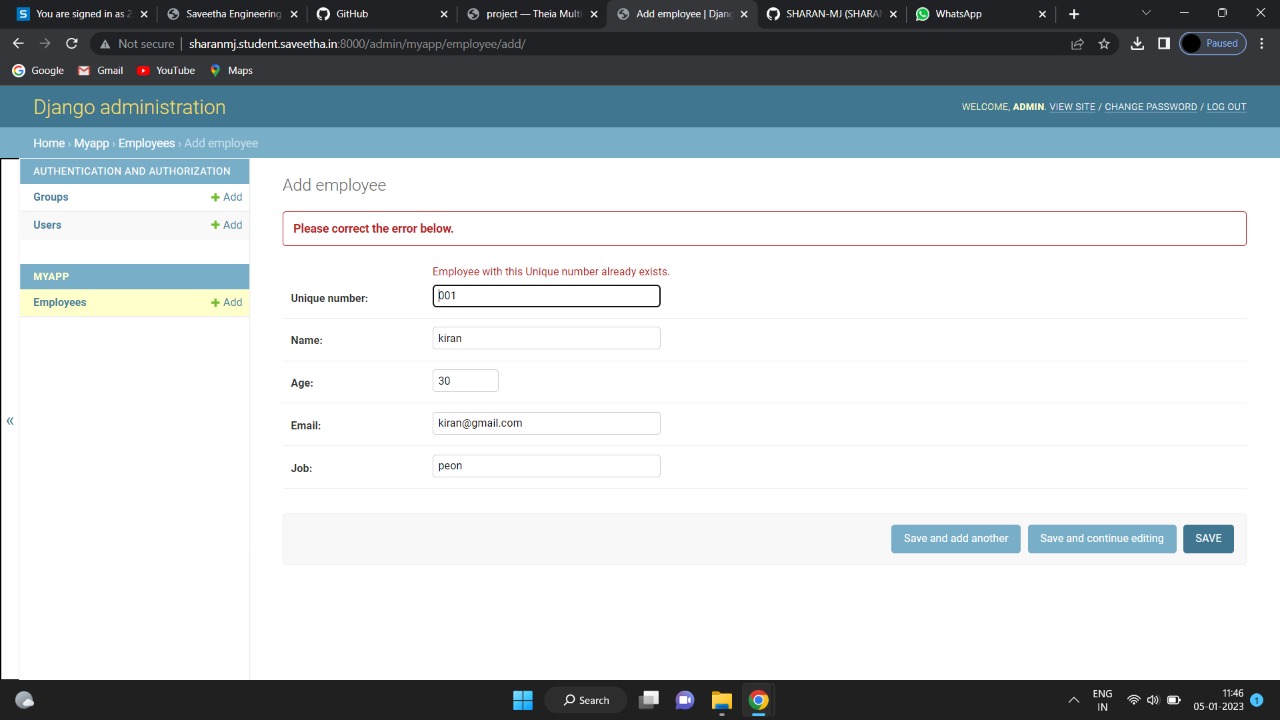 You are signed in as 2
Saveetha Engineering
GitHub
project — Theia Multi
Add employee | Djang
SHARAN-MJ (SHARA
WhatsApp
Not secure | sharanmj.student.saveetha.in:8000/admin/myapp/employee/add/
Paused
Google
Gmail
YouTube
Maps
Django administration
WELCOME, ADMIN. VIEW SITE / CHANGE PASSWORD / LOG OUT
Home › Myapp › Employees › Add employee
AUTHENTICATION AND AUTHORIZATION
Groups + Add
Users + Add
MYAPP
Employees + Add
«
Add employee
Please correct the error below.
Employee with this Unique number already exists.
Unique number: 001
Name: kiran
Age: 30
Email: kiran@gmail.com
Job: peon
Save and add another
Save and continue editing
SAVE
Search
ENG
IN
11:46
05-01-2023
1